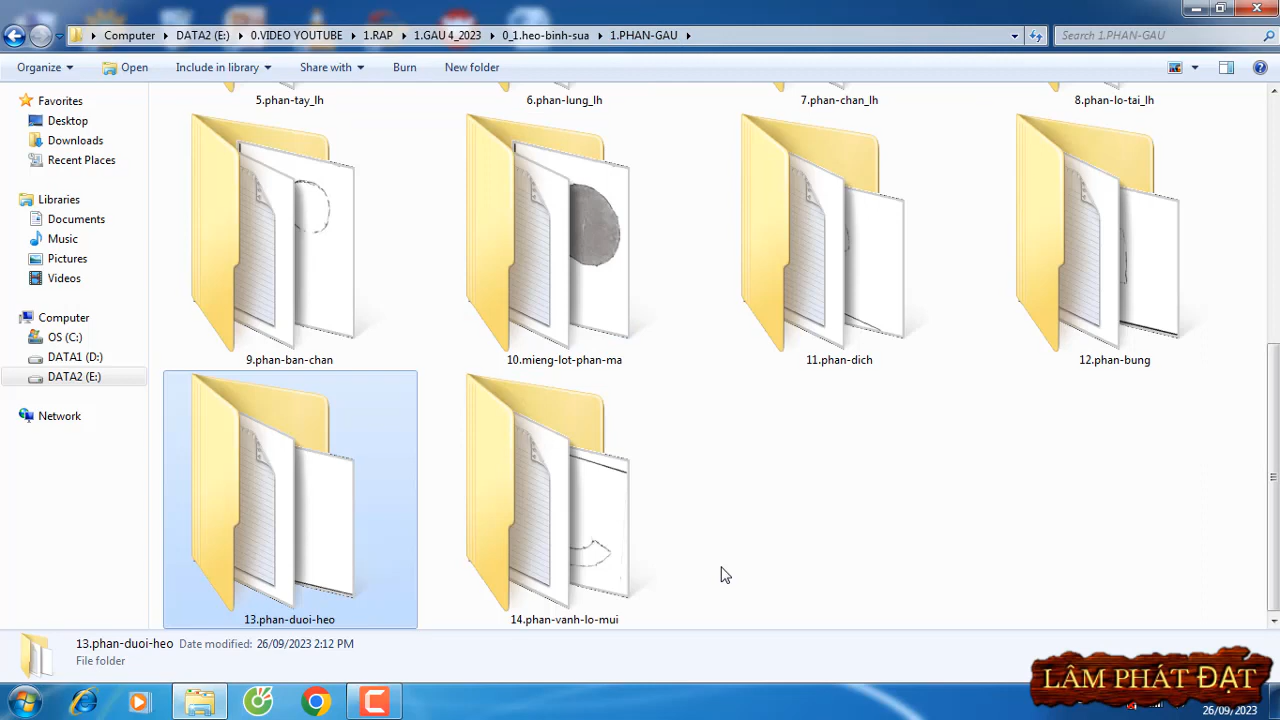 Computer ▸ DATA2 (E:) ▸ 0.VIDEO YOUTUBE ▸ 1.RAP ▸ 1.GAU 4_2023 ▸ 0_1.heo-binh-sua ▸ 1.PHAN-GAU ▸
Search 1.PHAN-GAU
Organize Open Include in library Share with Burn New folder
Favorites
Desktop
Downloads
Recent Places
Libraries
Documents
Music
Pictures
Videos
Computer
OS (C:)
DATA1 (D:)
DATA2 (E:)
Network
5.phan-tay_lh 6.phan-lung_lh 7.phan-chan_lh 8.phan-lo-tai_lh
9.phan-ban-chan 10.mieng-lot-phan-ma 11.phan-dich 12.phan-bung
13.phan-duoi-heo 14.phan-vanh-lo-mui
13.phan-duoi-heo Date modified: 26/09/2023 2:12 PM
File folder
LÂM PHÁT ĐẠT
26/09/2023